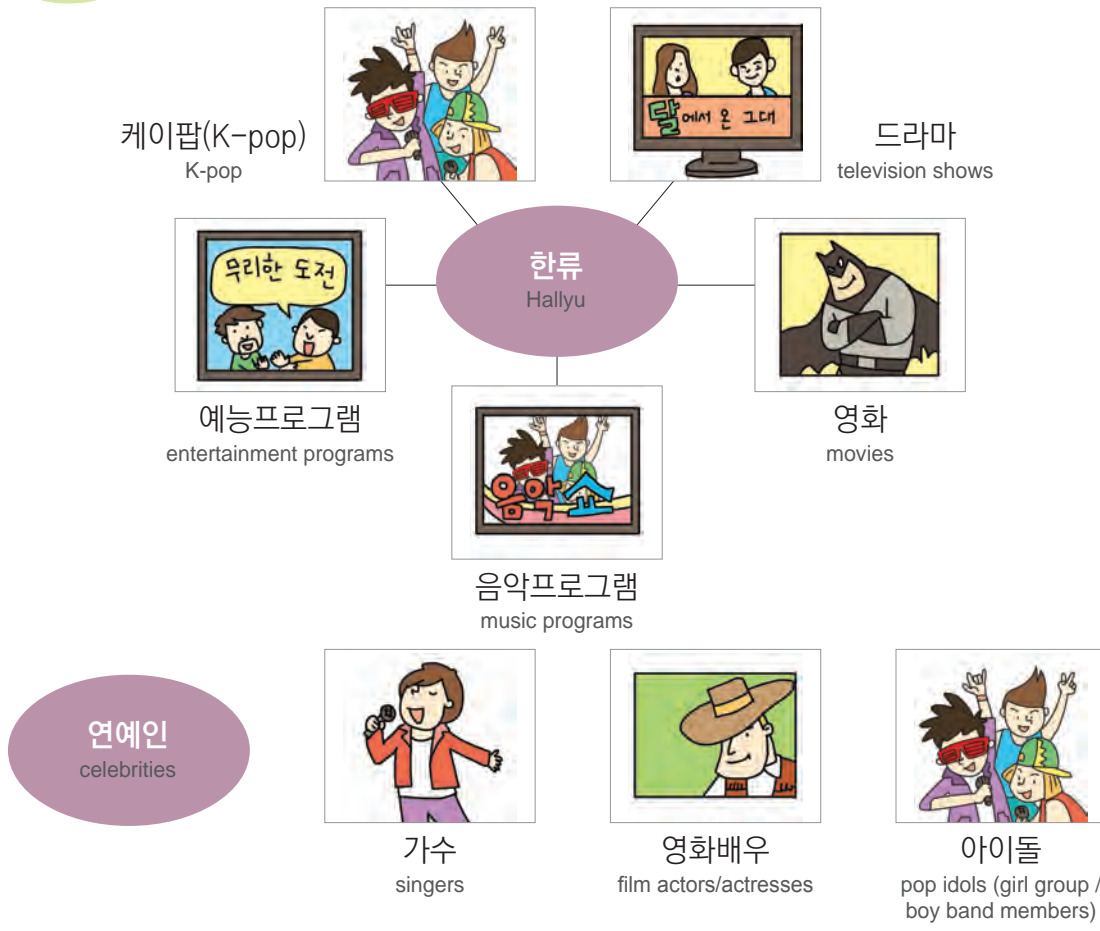 케이팝(K-pop)
K-pop
달에서 온 그대
드라마
television shows
무리한 도전
예능프로그램
entertainment programs
한류
Hallyu
영화
movies
음악쇼
음악프로그램
music programs
연예인
celebrities
가수
singers
영화배우
film actors/actresses
아이돌
pop idols (girl group /
boy band members)